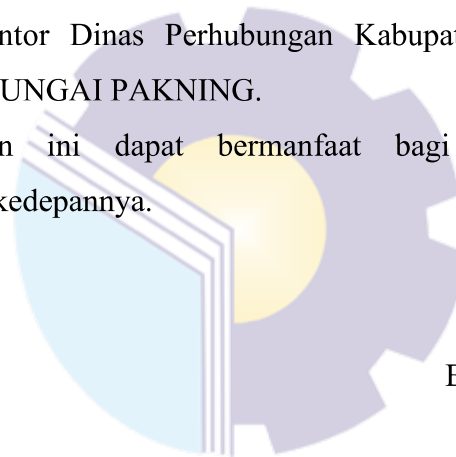 ntor Dinas Perhubungan Kabupat
UNGAI PAKNING.
n ini dapat bermanfaat bagi
kedepannya.
E